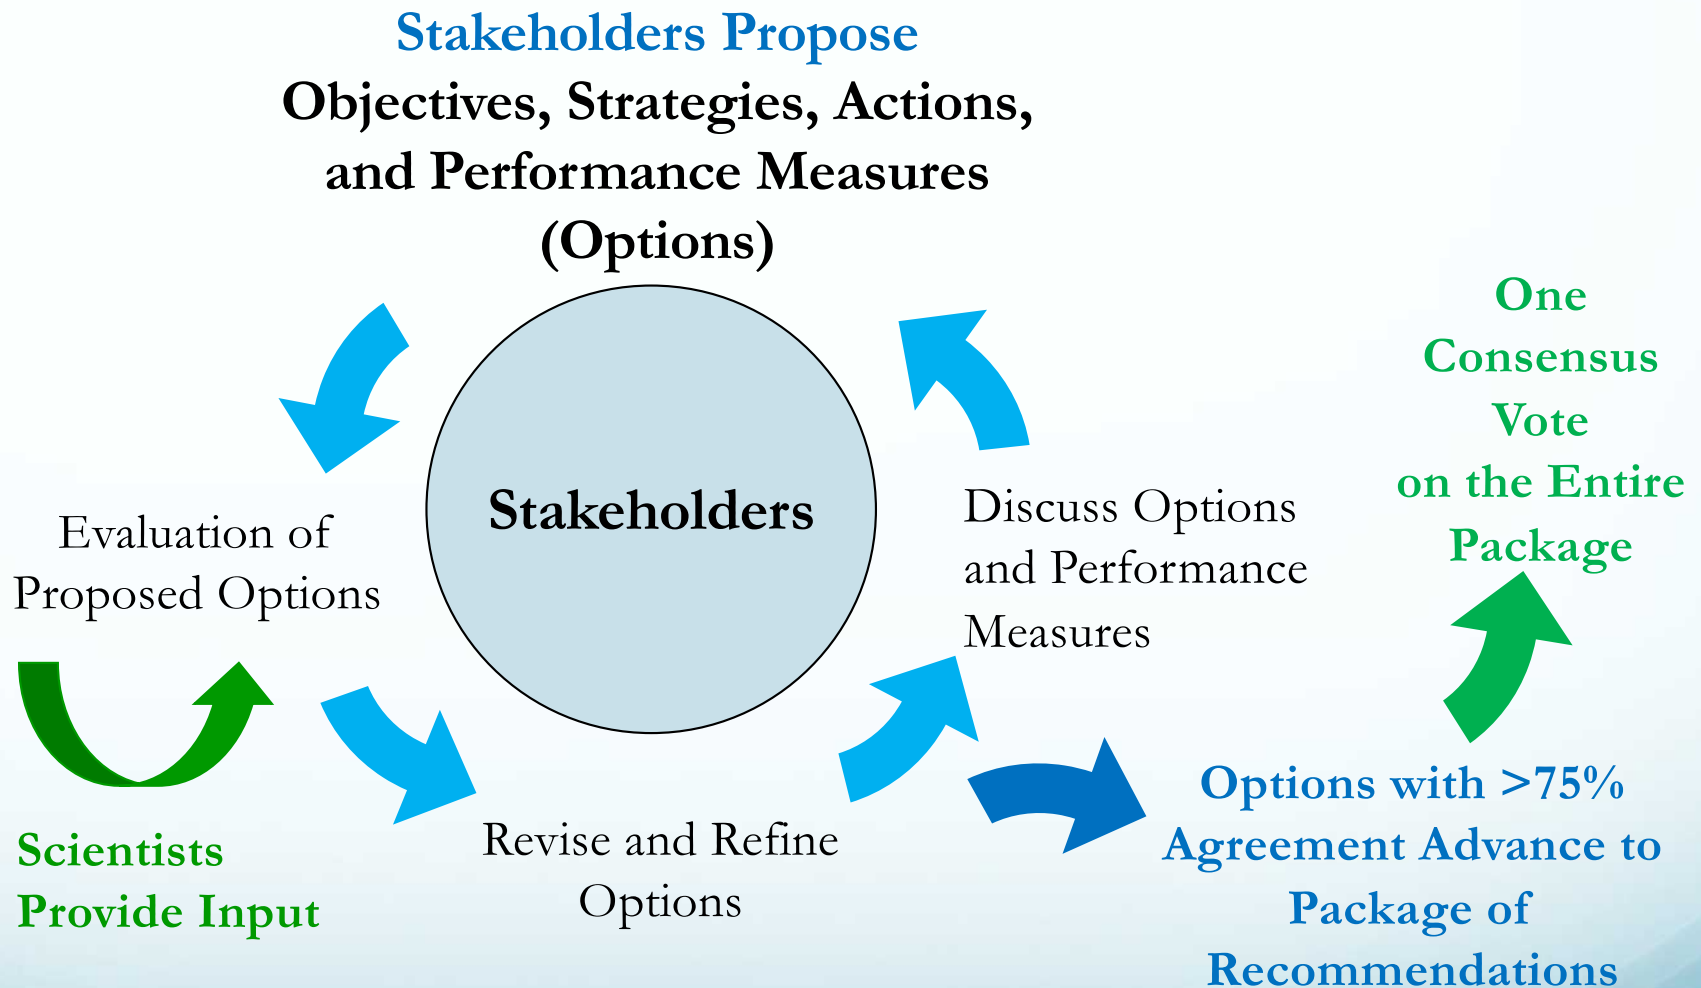 Stakeholders Propose
Objectives, Strategies, Actions,
and Performance Measures
(Options)
Stakeholders
Evaluation of
Proposed Options
Scientists
Provide Input
Revise and Refine
Options
Discuss Options
and Performance
Measures
Options with >75%
Agreement Advance to
Package of
Recommendations
One
Consensus
Vote
on the Entire
Package